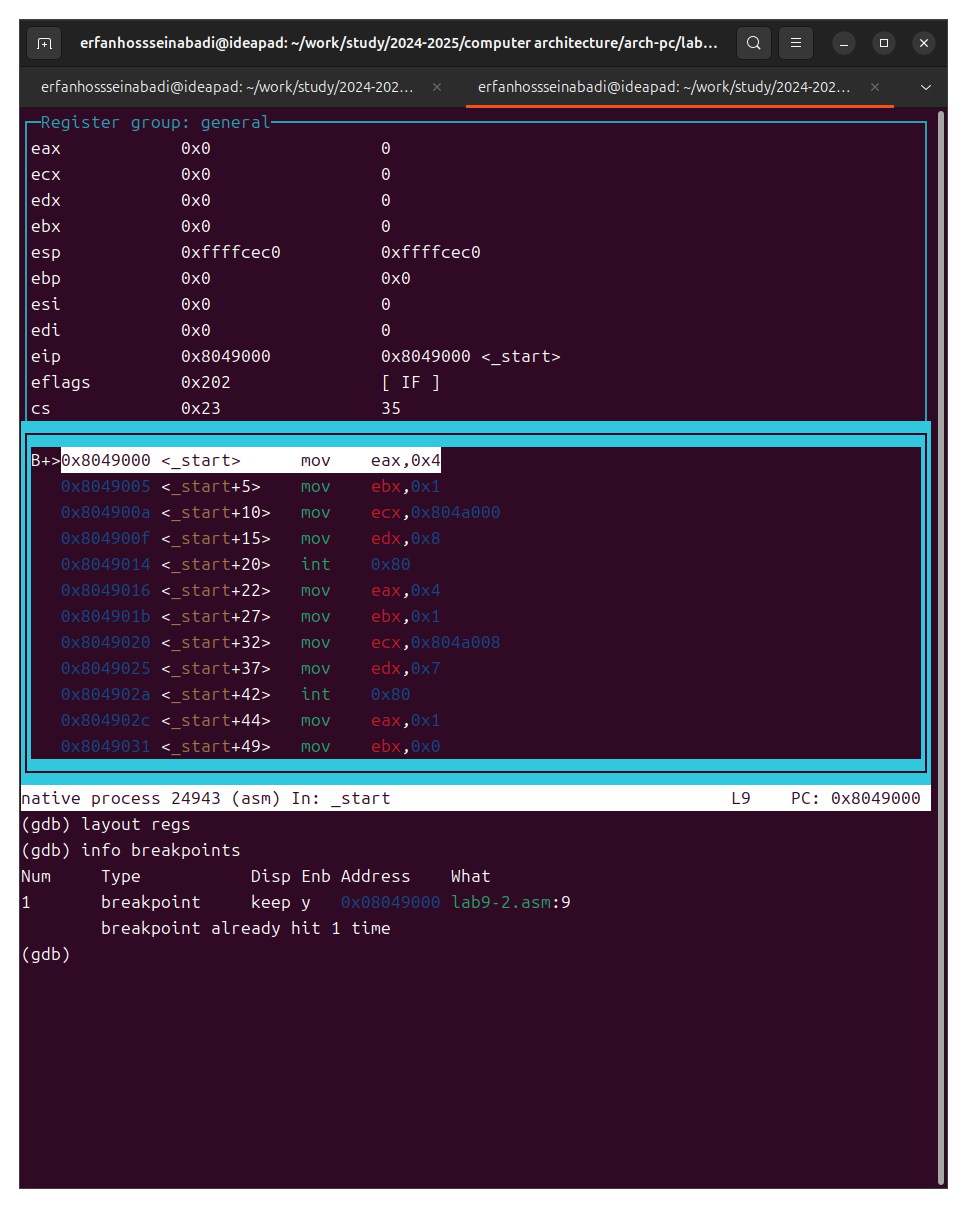 erfanhossseinabadi@ideapad: ~/work/study/2024-2025/computer architecture/arch-pc/lab...
erfanhossseinabadi@ideapad: ~/work/study/2024-202... × erfanhossseinabadi@ideapad: ~/work/study/2024-202... ×
Register group: general
eax 0x0 0
ecx 0x0 0
edx 0x0 0
ebx 0x0 0
esp 0xffffcec0 0xffffcec0
ebp 0x0 0x0
esi 0x0 0
edi 0x0 0
eip 0x8049000 0x8049000 <_start>
eflags 0x202 [ IF ]
cs 0x23 35
B+>0x8049000 <_start> mov eax,0x4
0x8049005 <_start+5> mov ebx,0x1
0x804900a <_start+10> mov ecx,0x804a000
0x804900f <_start+15> mov edx,0x8
0x8049014 <_start+20> int 0x80
0x8049016 <_start+22> mov eax,0x4
0x804901b <_start+27> mov ebx,0x1
0x8049020 <_start+32> mov ecx,0x804a008
0x8049025 <_start+37> mov edx,0x7
0x804902a <_start+42> int 0x80
0x804902c <_start+44> mov eax,0x1
0x8049031 <_start+49> mov ebx,0x0
native process 24943 (asm) In: _start L9 PC: 0x8049000
(gdb) layout regs
(gdb) info breakpoints
Num Type Disp Enb Address What
1 breakpoint keep y 0x08049000 lab9-2.asm:9
breakpoint already hit 1 time
(gdb)